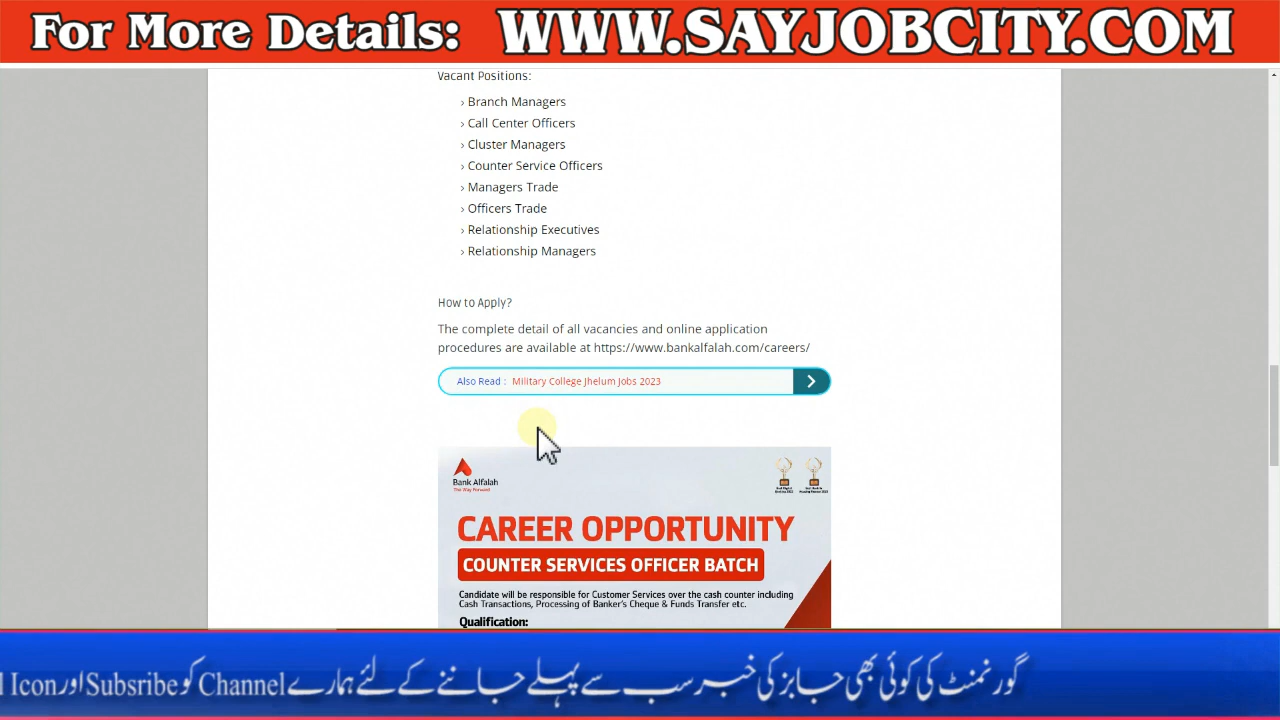 For More Details: WWW.SAYJOBCITY.COM
Vacant Positions:
› Branch Managers
› Call Center Officers
› Cluster Managers
› Counter Service Officers
› Managers Trade
› Officers Trade
› Relationship Executives
› Relationship Managers
How to Apply?
The complete detail of all vacancies and online application
procedures are available at https://www.bankalfalah.com/careers/
Also Read : Military College Jhelum Jobs 2023
Bank Alfalah
The Way Forward
CAREER OPPORTUNITY
COUNTER SERVICES OFFICER BATCH
Candidate will be responsible for Customer Services over the cash counter including
Cash Transactions, Processing of Banker's Cheque & Funds Transfer etc.
Qualification:
گورنمنٹ کی کوئی بھی جابز کی خبر سب سے پہلے جاننے کے لئے ہمارے Channel کو Subsribe اور l Icon